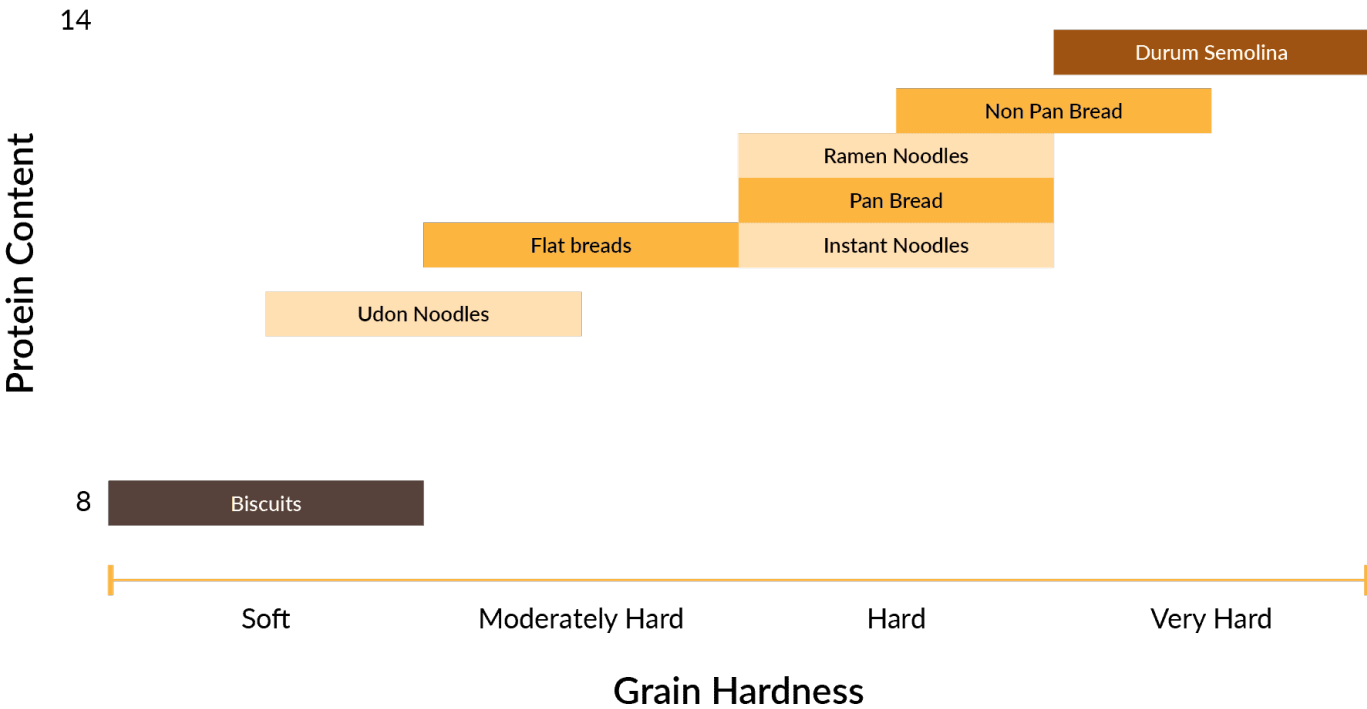 14
Durum Semolina
Non Pan Bread
Ramen Noodles
Pan Bread
Flat breads
Instant Noodles
Udon Noodles
Protein Content
8
Biscuits
Soft
Moderately Hard
Hard
Very Hard
Grain Hardness